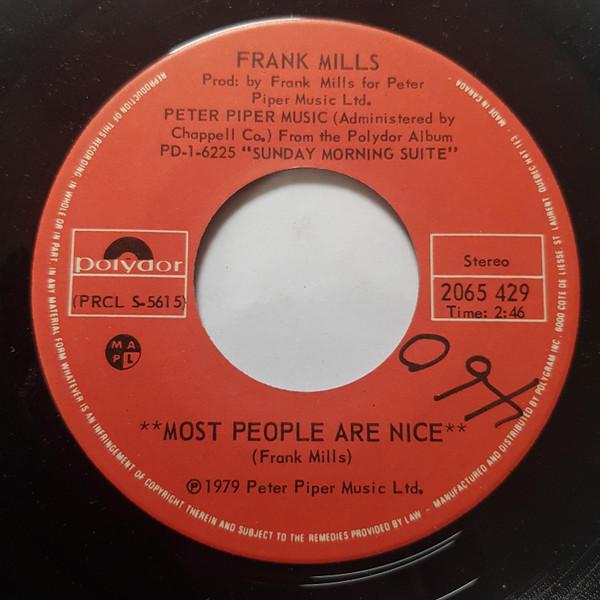 FRANK MILLS
Prod: by Frank Mills for Peter
Piper Music Ltd.
PETER PIPER MUSIC (Administered by
Chappell Co.) From the Polydor Album
PD-1-6225 "SUNDAY MORNING SUITE"
polydor
(PRCL S-5615)
Stereo
2065 429
Time: 2:46
M A
P L
**MOST PEOPLE ARE NICE**
(Frank Mills)
℗ 1979 Peter Piper Music Ltd.
REPRODUCTION OF THIS RECORDING IN WHOLE OR IN PART, IN ANY MATERIAL FORM WHATEVER IS AN INFRINGEMENT OF COPYRIGHT THEREIN AND SUBJECT TO THE REMEDIES PROVIDED BY LAW - MANUFACTURED AND DISTRIBUTED BY POLYGRAM INC. 6000 COTE DE LIESSE, ST LAURENT QUEBEC H4T 1E3 - MADE IN CANADA